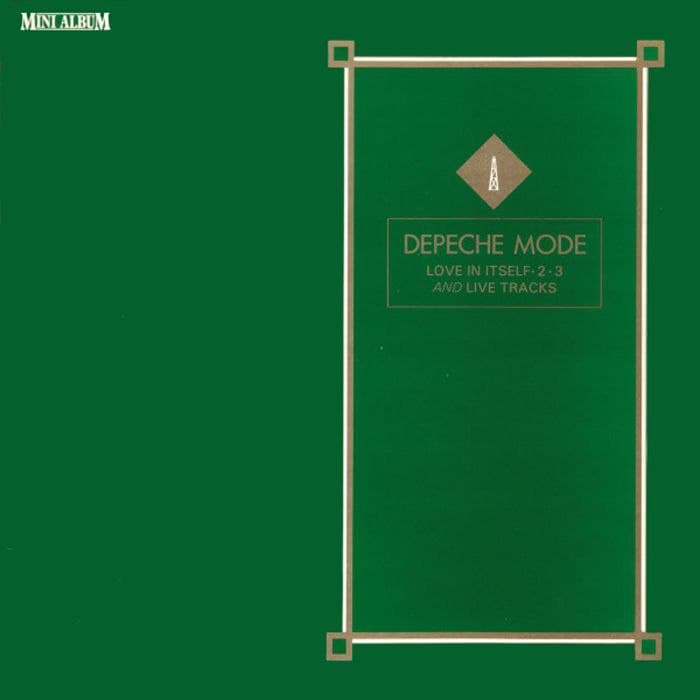 MINI ALBUM
DEPECHE MODE
LOVE IN ITSELF·2·3
AND LIVE TRACKS